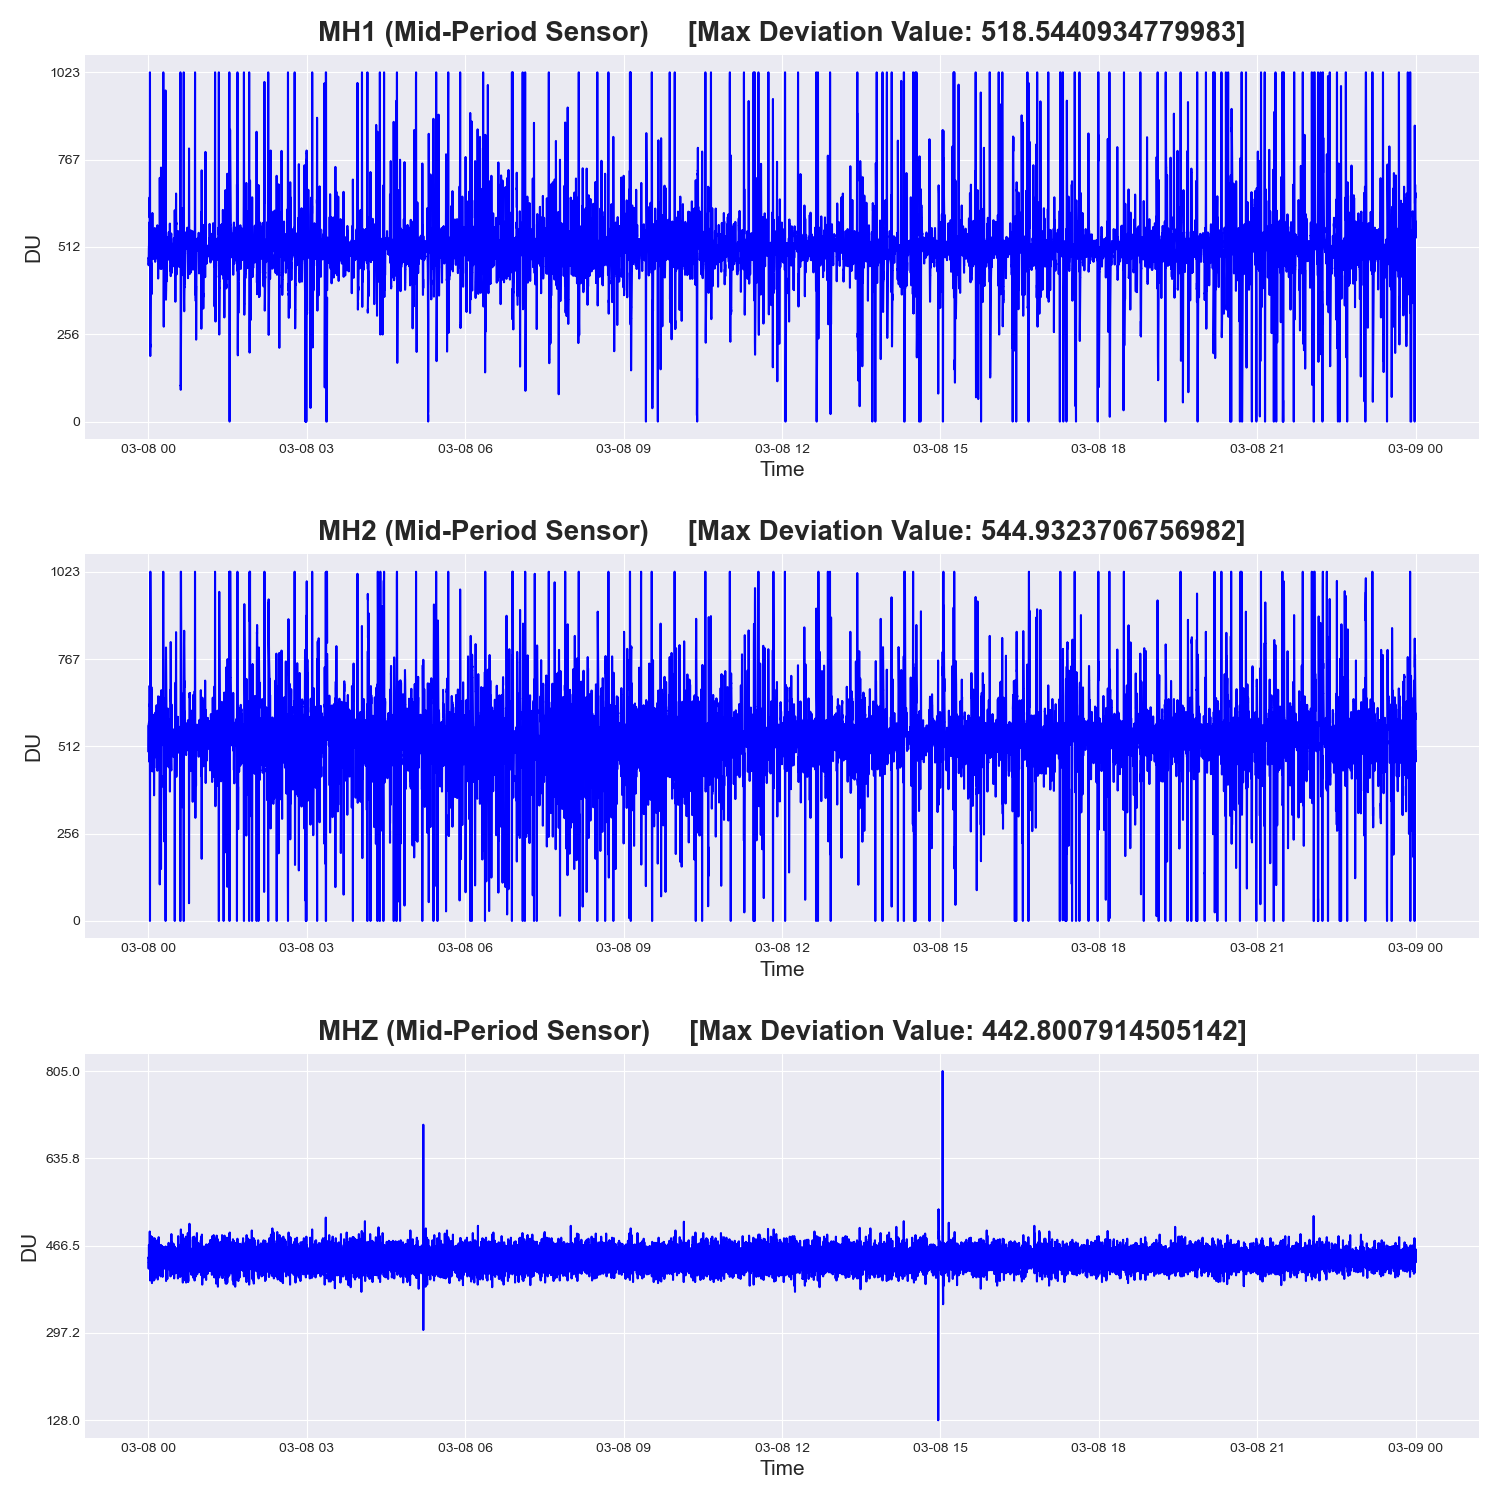 MH1 (Mid-Period Sensor) [Max Deviation Value: 518.5440934779983]
1023
767
512
256
0
DU
03-08 00 03-08 03 03-08 06 03-08 09 03-08 12 03-08 15 03-08 18 03-08 21 03-09 00
Time
MH2 (Mid-Period Sensor) [Max Deviation Value: 544.9323706756982]
1023
767
512
256
0
DU
03-08 00 03-08 03 03-08 06 03-08 09 03-08 12 03-08 15 03-08 18 03-08 21 03-09 00
Time
MHZ (Mid-Period Sensor) [Max Deviation Value: 442.8007914505142]
805.0
635.8
466.5
297.2
128.0
DU
03-08 00 03-08 03 03-08 06 03-08 09 03-08 12 03-08 15 03-08 18 03-08 21 03-09 00
Time